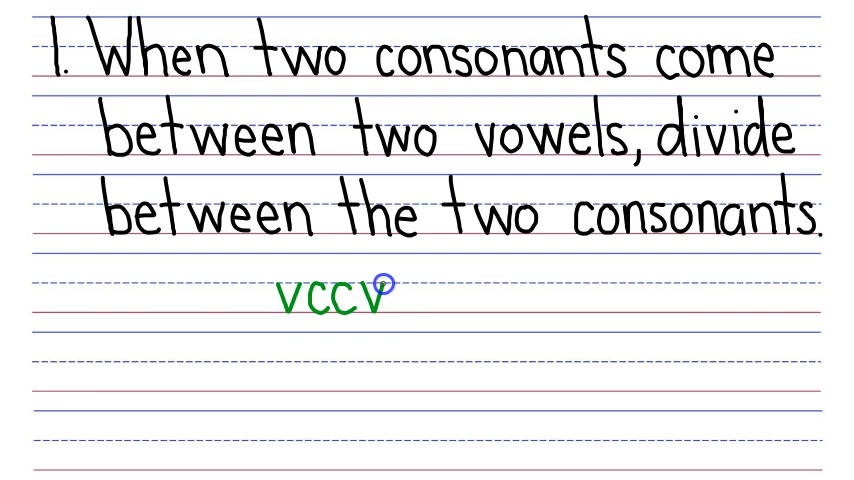 1. When two consonants come
between two vowels, divide
between the two consonants.
vccv